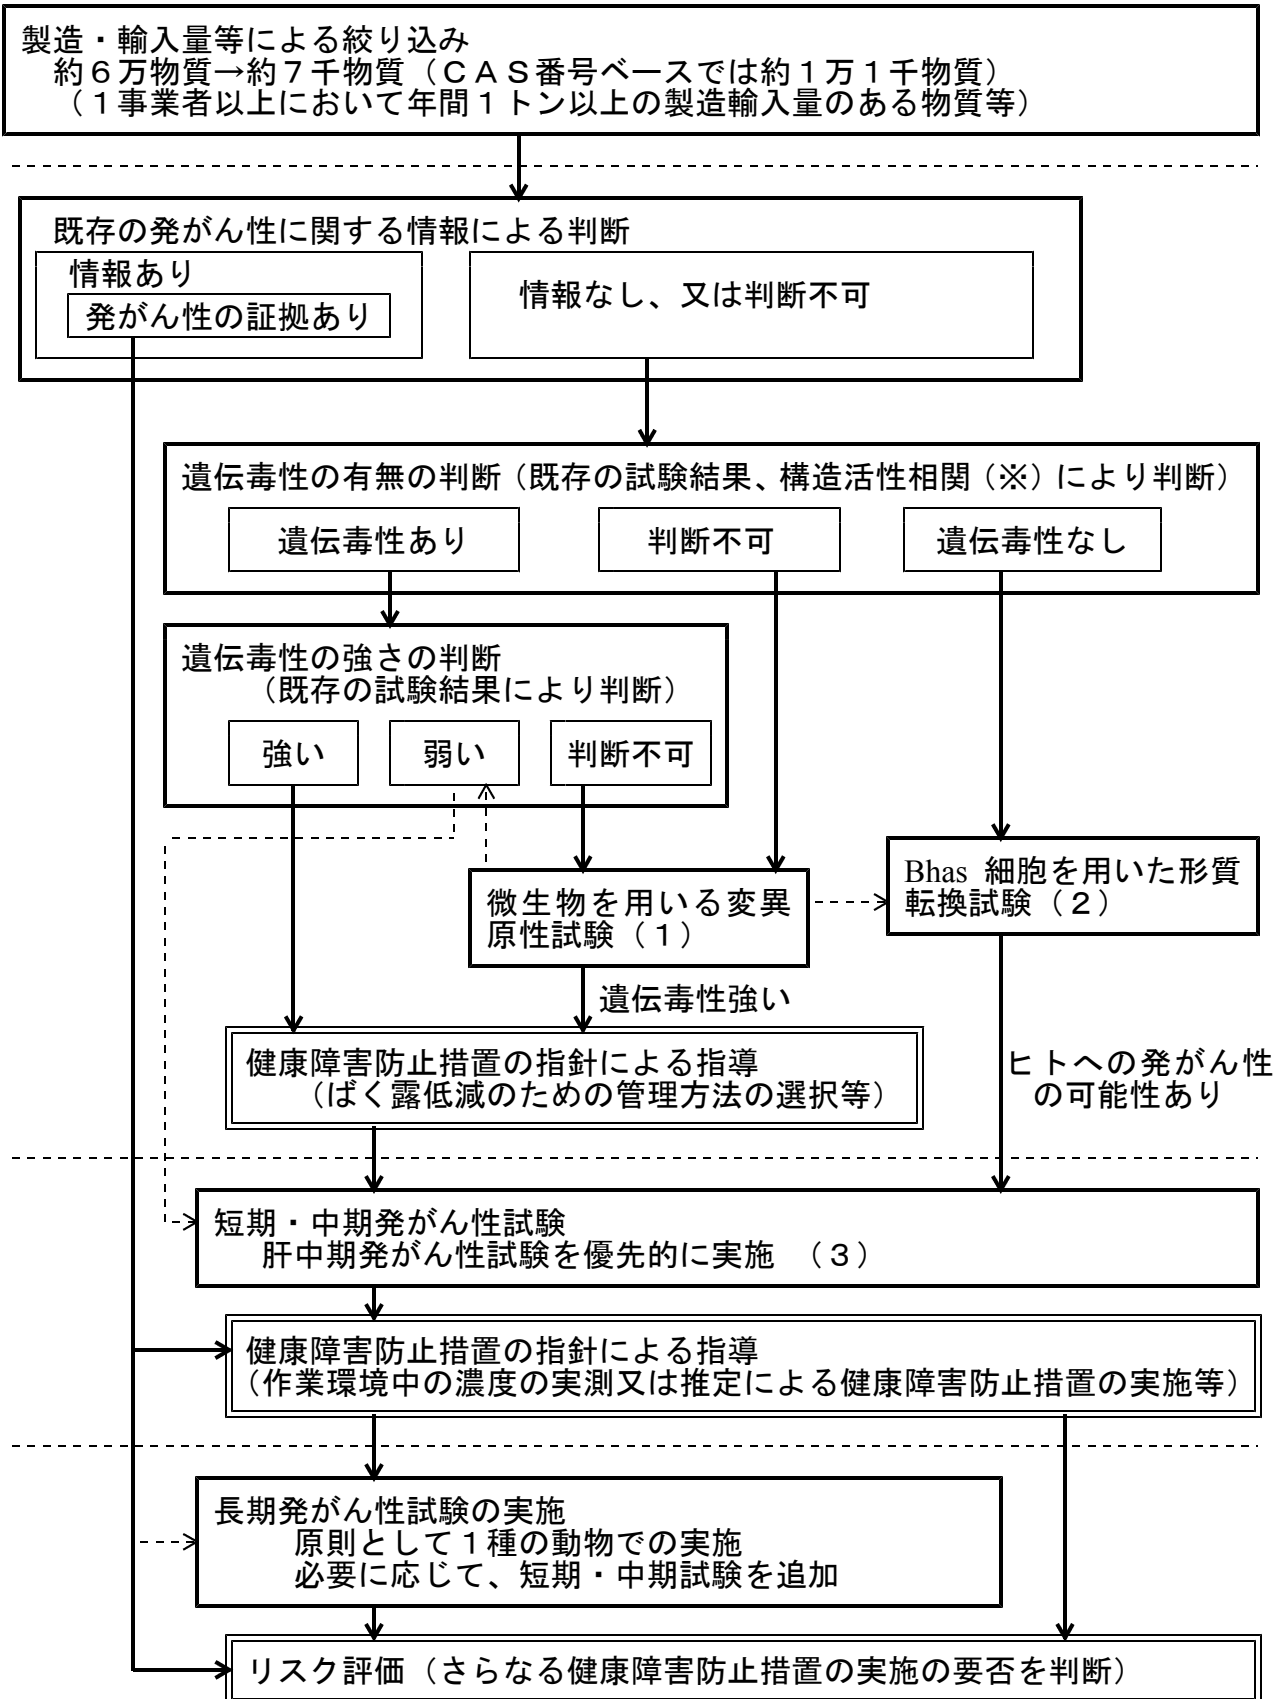 製造・輸入量等による絞り込み
約６万物質→約７千物質（ＣＡＳ番号ベースでは約１万１千物質）
（１事業者以上において年間１トン以上の製造輸入量のある物質等）
既存の発がん性に関する情報による判断
情報あり
発がん性の証拠あり
情報なし、又は判断不可
遺伝毒性の有無の判断（既存の試験結果、構造活性相関（※）により判断）
遺伝毒性あり
判断不可
遺伝毒性なし
遺伝毒性の強さの判断
（既存の試験結果により判断）
強い
弱い
判断不可
微生物を用いる変異
原性試験（１）
Bhas 細胞を用いた形質
転換試験（２）
遺伝毒性強い
健康障害防止措置の指針による指導
（ばく露低減のための管理方法の選択等）
ヒトへの発がん性
の可能性あり
短期・中期発がん性試験
肝中期発がん性試験を優先的に実施　（３）
健康障害防止措置の指針による指導
（作業環境中の濃度の実測又は推定による健康障害防止措置の実施等）
長期発がん性試験の実施
原則として１種の動物での実施
必要に応じて、短期・中期試験を追加
リスク評価（さらなる健康障害防止措置の実施の要否を判断）